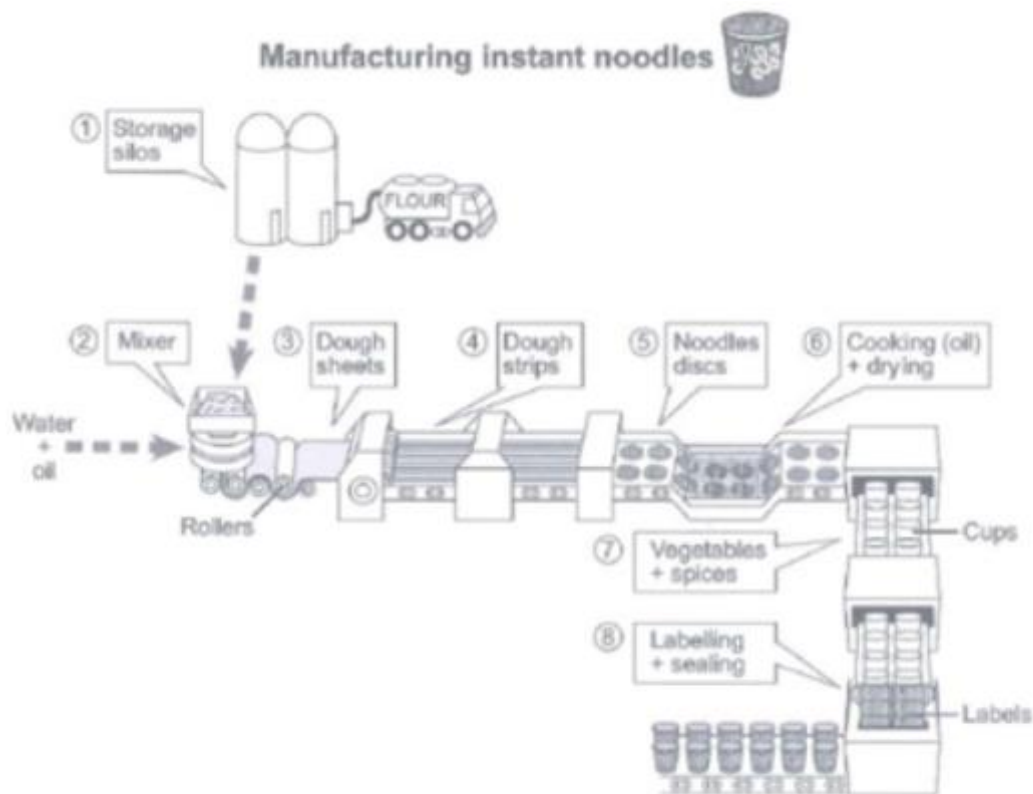 Manufacturing instant noodles
① Storage
silos
FLOUR
② Mixer
③ Dough
sheets
④ Dough
strips
⑤ Noodles
discs
⑥ Cooking (oil)
+ drying
Water
+
oil
Rollers
⑦ Vegetables
+ spices
Cups
⑧ Labelling
+ sealing
Labels